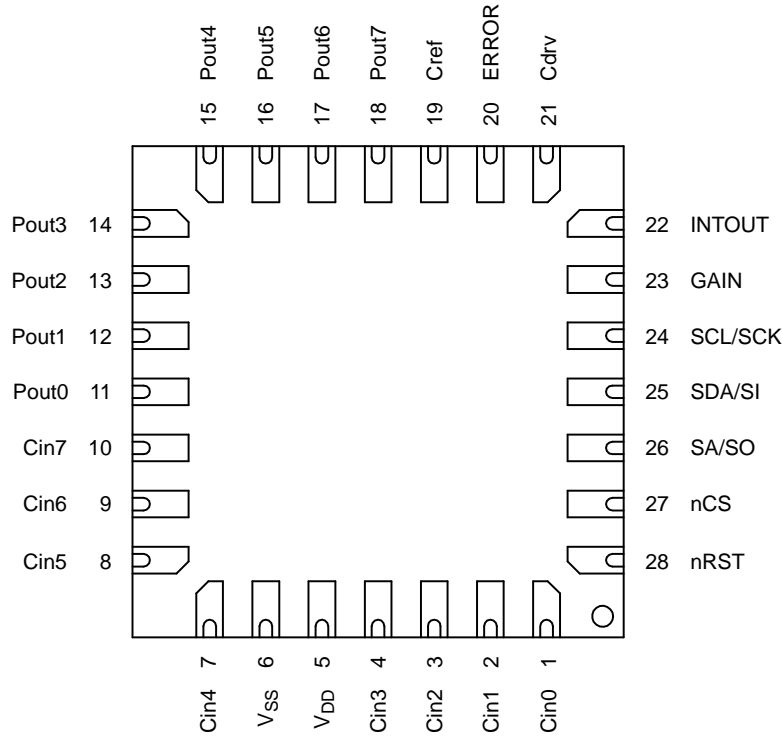 Pout4 Pout5 Pout6 Pout7 Cref ERROR Cdrv
15 16 17 18 19 20 21
Pout3 14 22 INTOUT
Pout2 13 23 GAIN
Pout1 12 24 SCL/SCK
Pout0 11 25 SDA/SI
Cin7 10 26 SA/SO
Cin6 9 27 nCS
Cin5 8 28 nRST
7 6 5 4 3 2 1
Cin4 VSS VDD Cin3 Cin2 Cin1 Cin0